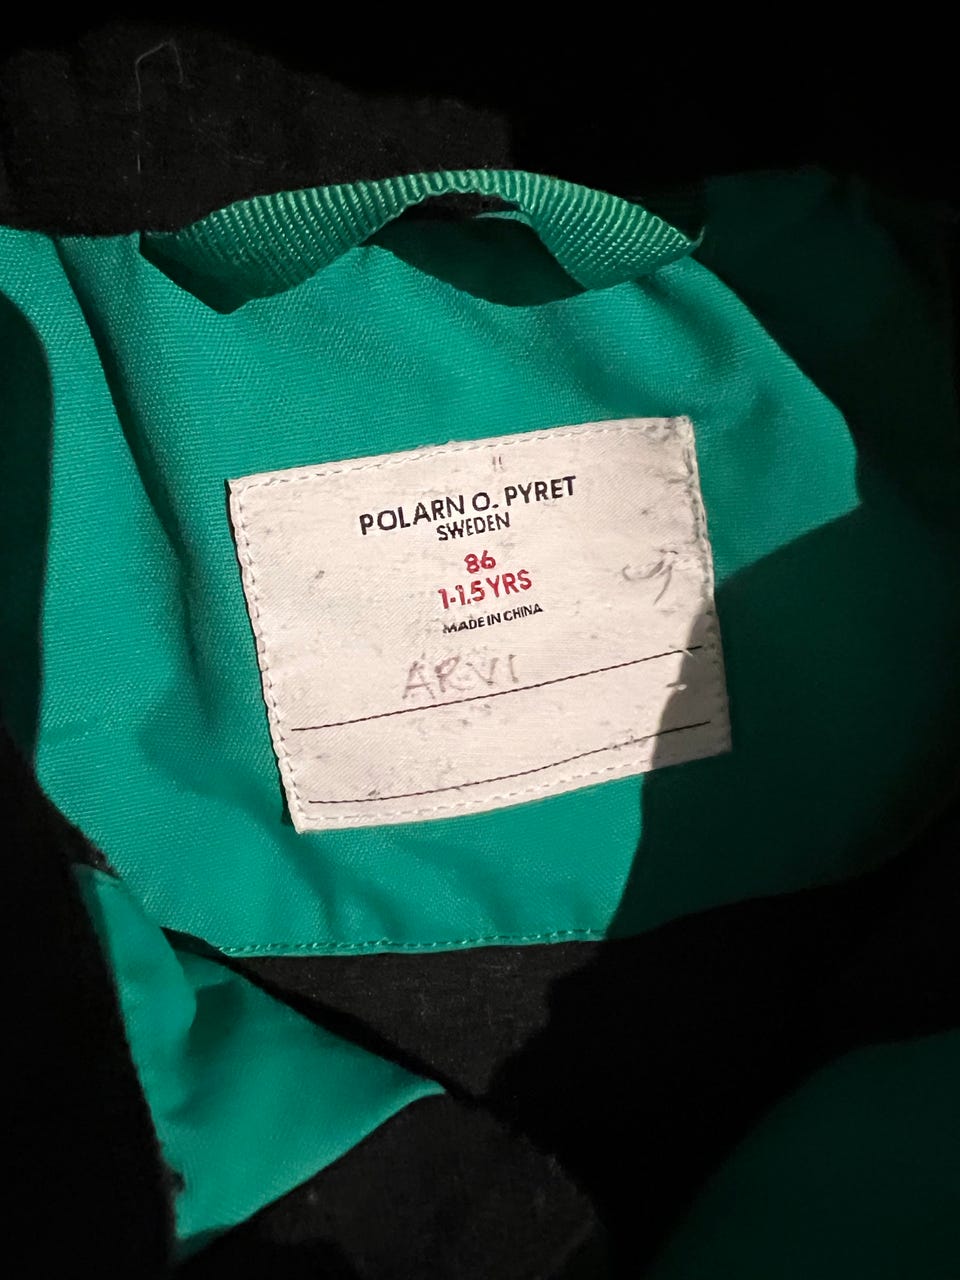 POLARN O. PYRET
SWEDEN
86
1-1.5 YRS
MADE IN CHINA
ARVI